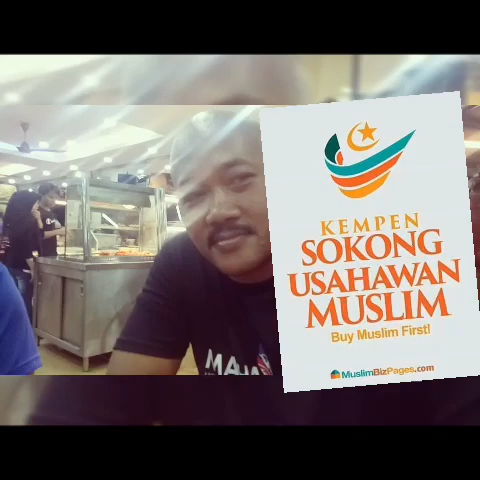 KEMPEN
SOKONG
USAHAWAN
MUSLIM
Buy Muslim First!
MuslimBizPages.com